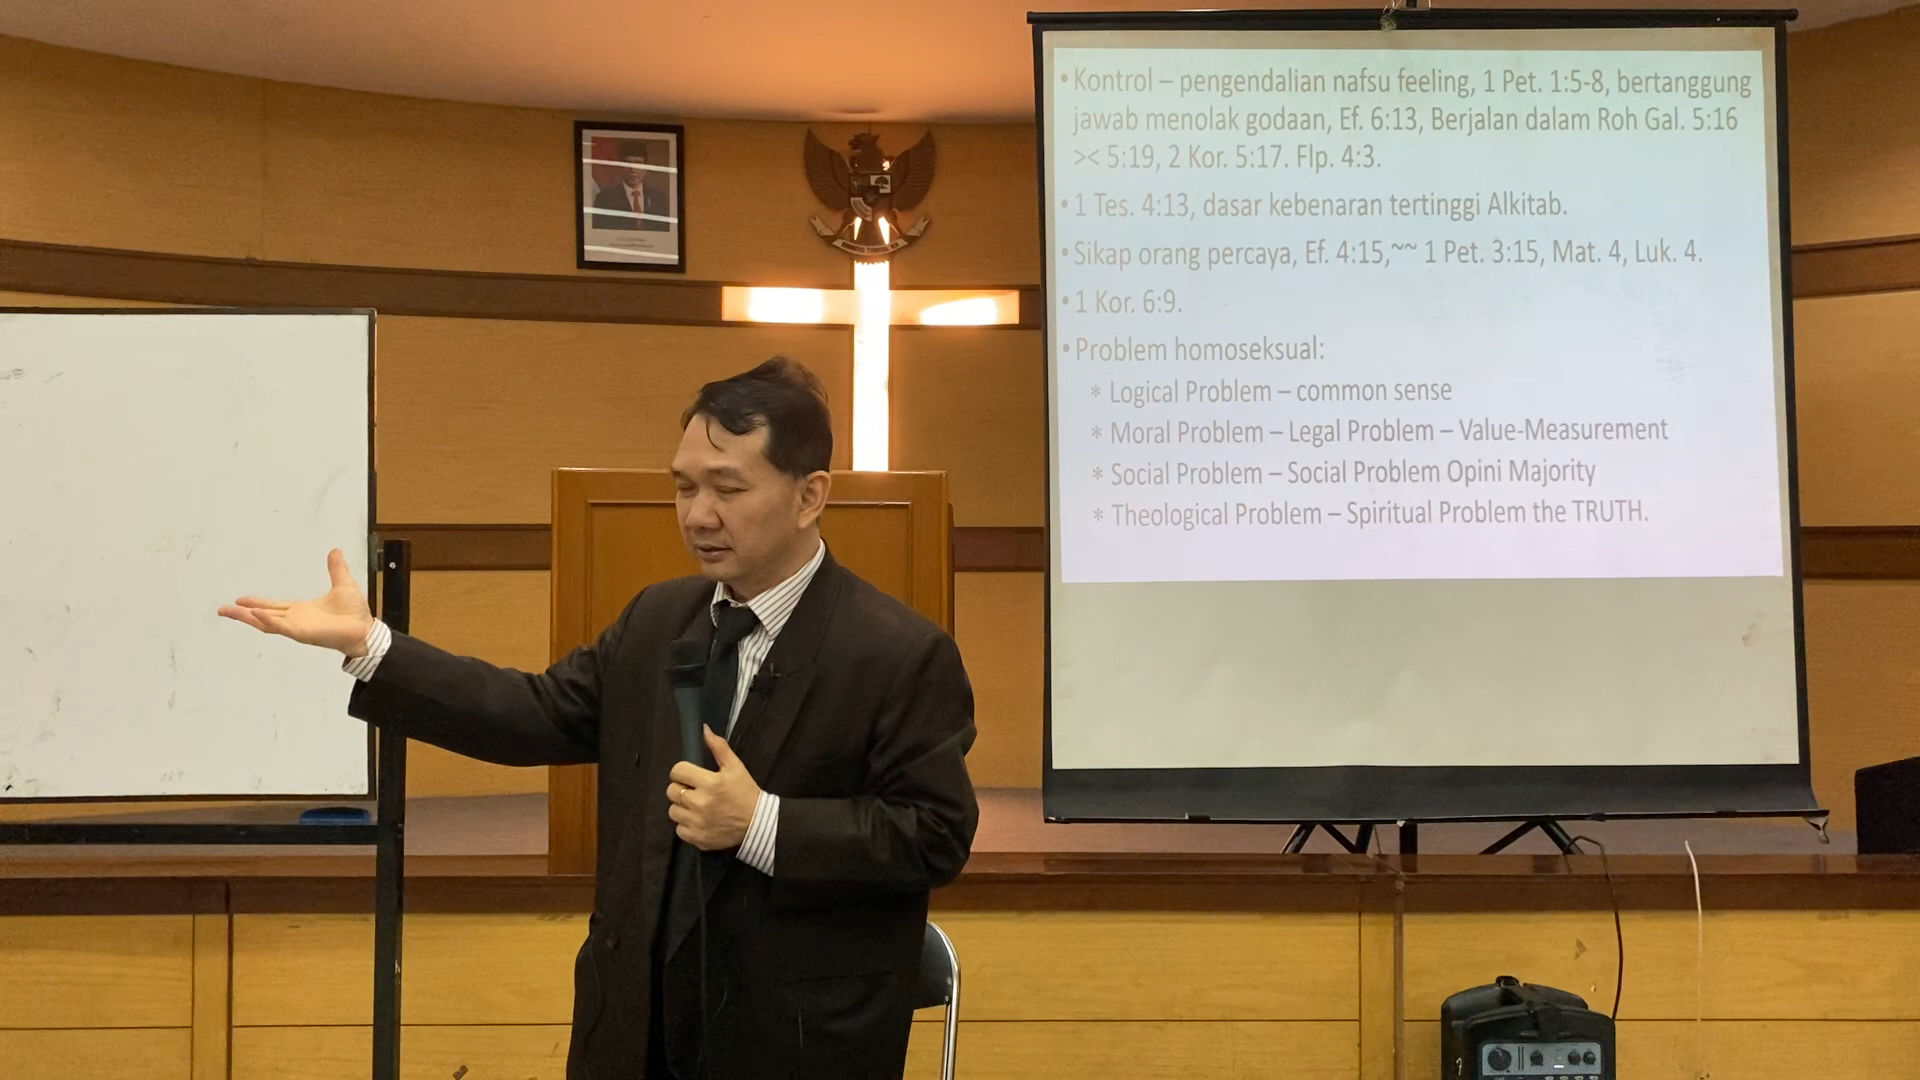 • Kontrol – pengendalian nafsu feeling, 1 Pet. 1:5-8, bertanggung
jawab menolak godaan, Ef. 6:13, Berjalan dalam Roh Gal. 5:16
>< 5:19, 2 Kor. 5:17. Flp. 4:3.
• 1 Tes. 4:13, dasar kebenaran tertinggi Alkitab.
• Sikap orang percaya, Ef. 4:15,~~ 1 Pet. 3:15, Mat. 4, Luk. 4.
• 1 Kor. 6:9.
• Problem homoseksual:
* Logical Problem – common sense
* Moral Problem – Legal Problem – Value-Measurement
* Social Problem – Social Problem Opini Majority
* Theological Problem – Spiritual Problem the TRUTH.